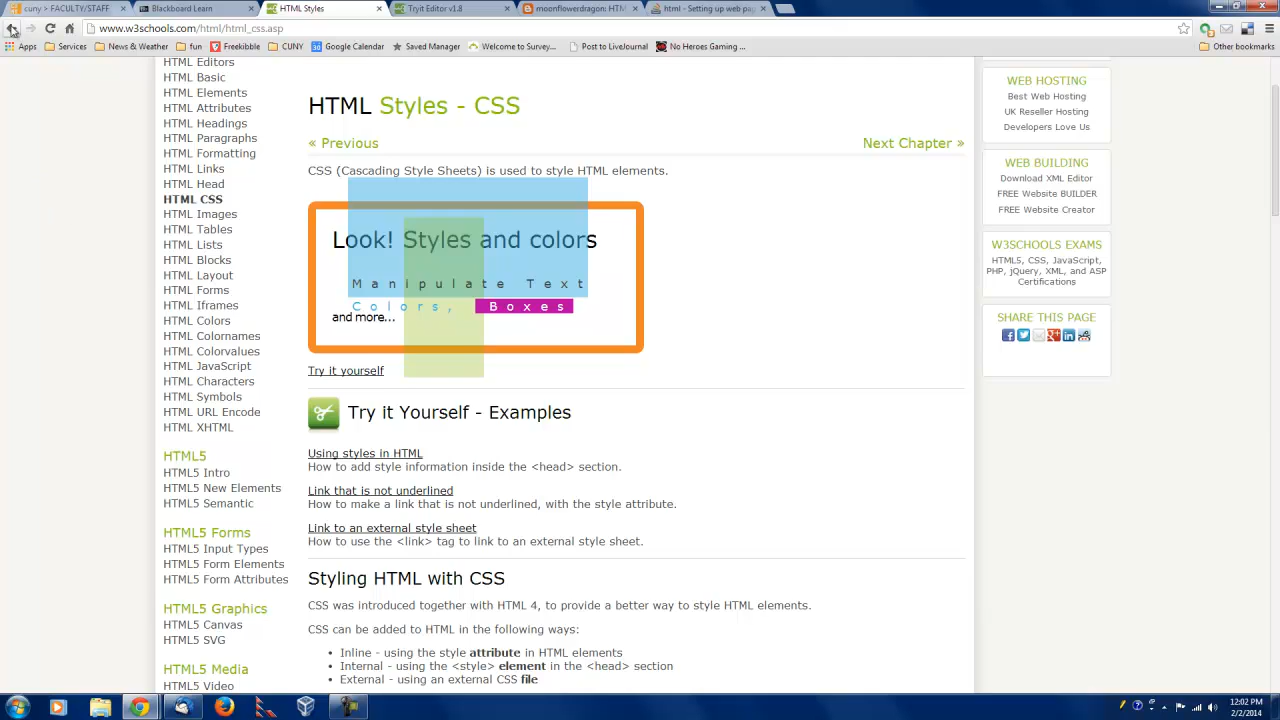 cuny > FACULTY/STAFF
Blackboard Learn
HTML Styles
Tryit Editor v1.8
moonflowerdragon: HTM
html - Setting up web pag
www.w3schools.com/html/html_css.asp
Apps
Services
News & Weather
fun
Freekibble
CUNY
Google Calendar
Saved Manager
Welcome to Survey...
Post to LiveJournal
No Heroes Gaming ...
Other bookmarks
HTML Editors
HTML Basic
HTML Elements
HTML Attributes
HTML Headings
HTML Paragraphs
HTML Formatting
HTML Links
HTML Head
HTML CSS
HTML Images
HTML Tables
HTML Lists
HTML Blocks
HTML Layout
HTML Forms
HTML Iframes
HTML Colors
HTML Colornames
HTML Colorvalues
HTML JavaScript
HTML Characters
HTML Symbols
HTML URL Encode
HTML XHTML
HTML5
HTML5 Intro
HTML5 New Elements
HTML5 Semantic
HTML5 Forms
HTML5 Input Types
HTML5 Form Elements
HTML5 Form Attributes
HTML5 Graphics
HTML5 Canvas
HTML5 SVG
HTML5 Media
HTML5 Video
HTML Styles - CSS
« Previous
Next Chapter »
CSS (Cascading Style Sheets) is used to style HTML elements.
Look! Styles and colors
Manipulate Text
Colors, Boxes
and more...
Try it yourself
Try it Yourself - Examples
Using styles in HTML
How to add style information inside the <head> section.
Link that is not underlined
How to make a link that is not underlined, with the style attribute.
Link to an external style sheet
How to use the <link> tag to link to an external style sheet.
Styling HTML with CSS
CSS was introduced together with HTML 4, to provide a better way to style HTML elements.
CSS can be added to HTML in the following ways:
• Inline - using the style attribute in HTML elements
• Internal - using the <style> element in the <head> section
• External - using an external CSS file
WEB HOSTING
Best Web Hosting
UK Reseller Hosting
Developers Love Us
WEB BUILDING
Download XML Editor
FREE Website BUILDER
FREE Website Creator
W3SCHOOLS EXAMS
HTML5, CSS, JavaScript,
PHP, jQuery, XML, and ASP
Certifications
SHARE THIS PAGE
12:02 PM
2/2/2014